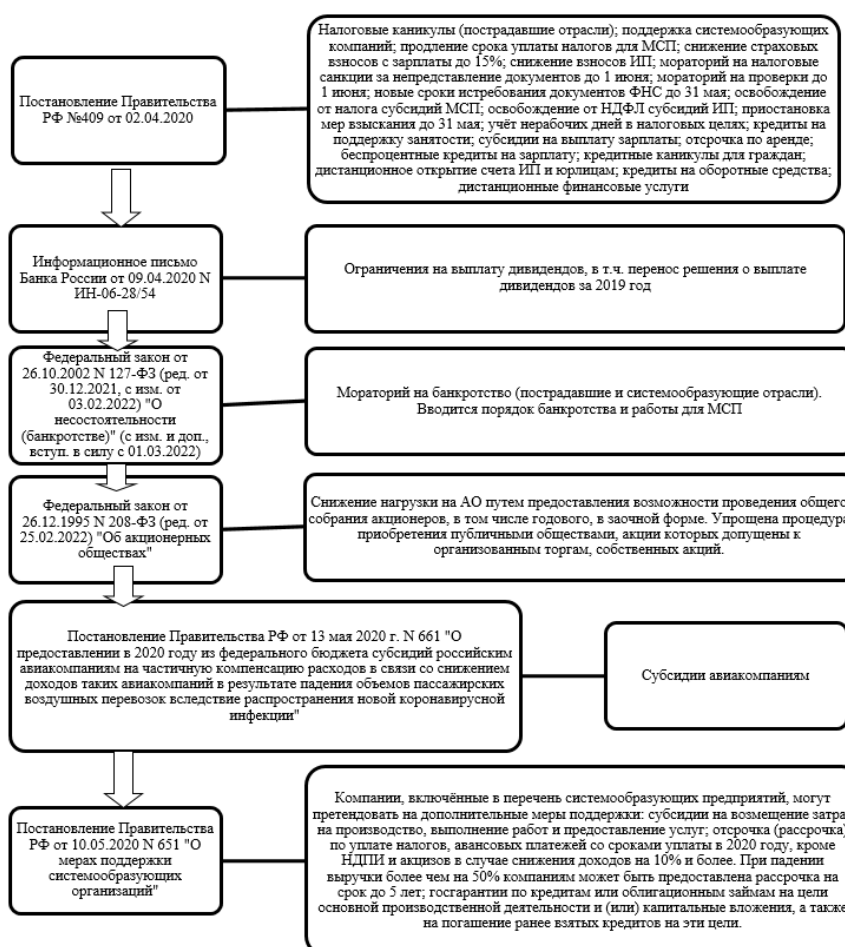 Постановление Правительства
РФ №409 от 02.04.2020
Налоговые каникулы (пострадавшие отрасли); поддержка системообразующих
компаний; продление срока уплаты налогов для МСП; снижение страховых
взносов с зарплаты до 15%; снижение взносов ИП; мораторий на налоговые
санкции за непредставление документов до 1 июня; мораторий на проверки до
1 июня; новые сроки истребования документов ФНС до 31 мая; освобождение
от налога субсидий МСП; освобождение от НДФЛ субсидий ИП; приостановка
мер взыскания до 31 мая; учёт нерабочих дней в налоговых целях; кредиты на
поддержку занятости; субсидии на выплату зарплаты; отсрочка по аренде;
беспроцентные кредиты на зарплату; кредитные каникулы для граждан;
дистанционное открытие счета ИП и юрлицам; кредиты на оборотные средства;
дистанционные финансовые услуги
Информационное письмо
Банка России от 09.04.2020 N
ИН-06-28/54
Ограничения на выплату дивидендов, в т.ч. перенос решения о выплате
дивидендов за 2019 год
Федеральный закон от
26.10.2002 N 127-ФЗ (ред. от
30.12.2021, с изм. от
03.02.2022) "О
несостоятельности
(банкротстве)" (с изм. и доп.,
вступ. в силу с 01.03.2022)
Мораторий на банкротство (пострадавшие и системообразующие отрасли).
Вводится порядок банкротства и работы для МСП
Федеральный закон от
26.12.1995 N 208-ФЗ (ред. от
25.02.2022) "Об акционерных
обществах"
Снижение нагрузки на АО путем предоставления возможности проведения общего
собрания акционеров, в том числе годового, в заочной форме. Упрощена процедура
приобретения публичными обществами, акции которых допущены к
организованным торгам, собственных акций.
Постановление Правительства РФ от 13 мая 2020 г. N 661 "О
предоставлении в 2020 году из федерального бюджета субсидий российским
авиакомпаниям на частичную компенсацию расходов в связи со снижением
доходов таких авиакомпаний в результате падения объемов пассажирских
воздушных перевозок вследствие распространения новой коронавирусной
инфекции"
Субсидии авиакомпаниям
Постановление Правительства
РФ от 10.05.2020 N 651 "О
мерах поддержки
системообразующих
организаций"
Компании, включённые в перечень системообразующих предприятий, могут
претендовать на дополнительные меры поддержки: субсидии на возмещение затрат
на производство, выполнение работ и предоставление услуг; отсрочка (рассрочка)
по уплате налогов, авансовых платежей со сроками уплаты в 2020 году, кроме
НДПИ и акцизов в случае снижения доходов на 10% и более. При падении
выручки более чем на 50% компаниям может быть предоставлена рассрочка на
срок до 5 лет; госгарантии по кредитам или облигационным займам на цели
основной производственной деятельности и (или) капитальные вложения, а также
на погашение ранее взятых кредитов на эти цели.